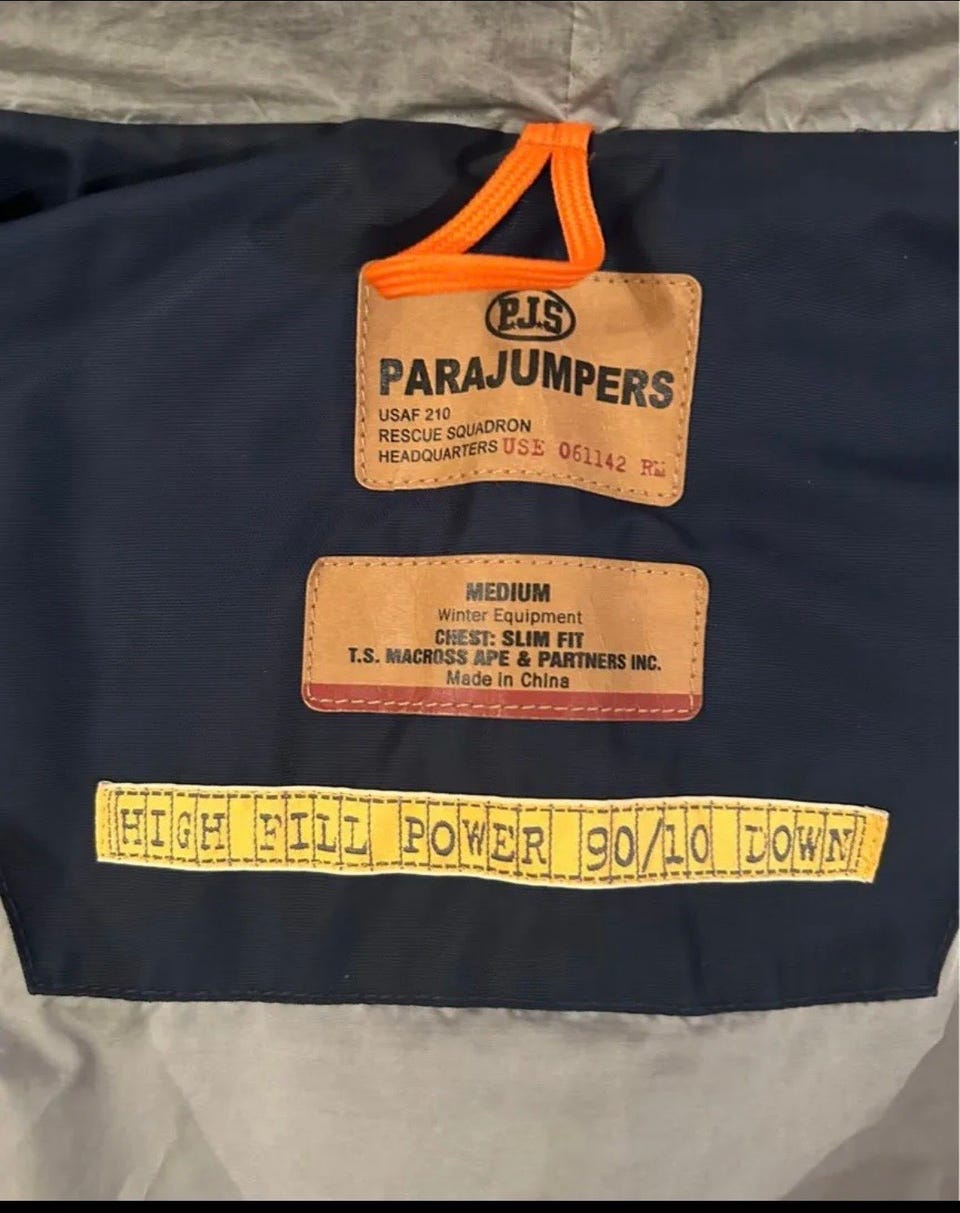 P.J.S
PARAJUMPERS
USAF 210
RESCUE SQUADRON
HEADQUARTERS USE 061142 RM
MEDIUM
Winter Equipment
CHEST: SLIM FIT
T.S. MACROSS APE & PARTNERS INC.
Made in China
HIGH FILL POWER 90/10 DOWN